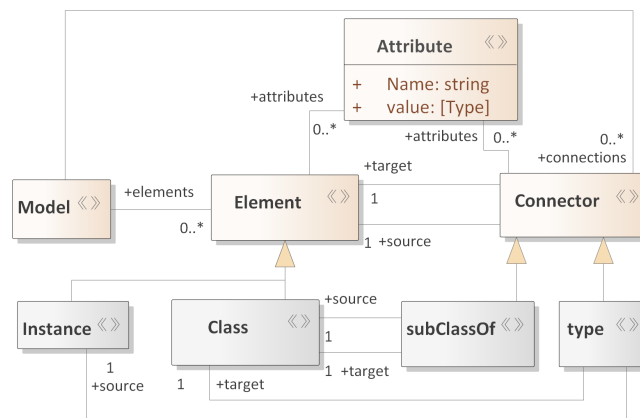 Attribute «»
+ Name: string
+ value: [Type]
+attributes
0..*
+attributes 0..*
0..*
+connections
+target
1
Model «»
+elements
0..*
Element «»
Connector «»
1 +source
Instance «»
Class «»
+source
1
subClassOf «»
type «»
1 +target
1
+source
1 +target